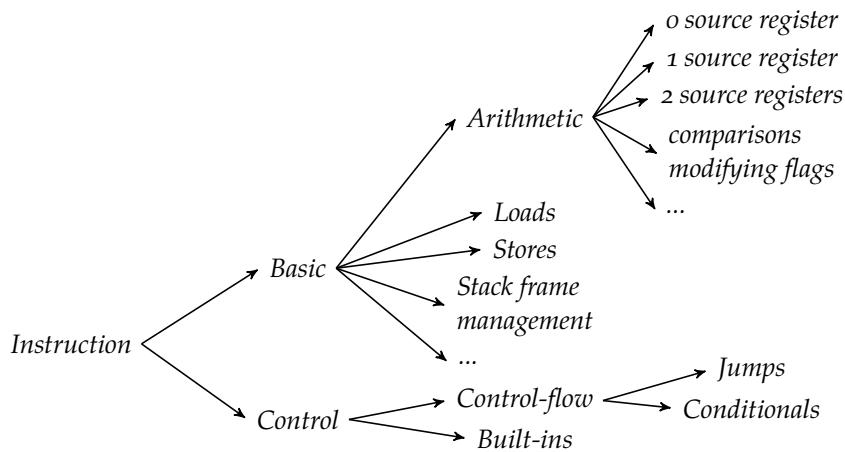 0 source register
1 source register
2 source registers
Arithmetic
comparisons
modifying flags
...
Loads
Stores
Basic
Stack frame
management
...
Instruction
Jumps
Control-flow
Conditionals
Control
Built-ins